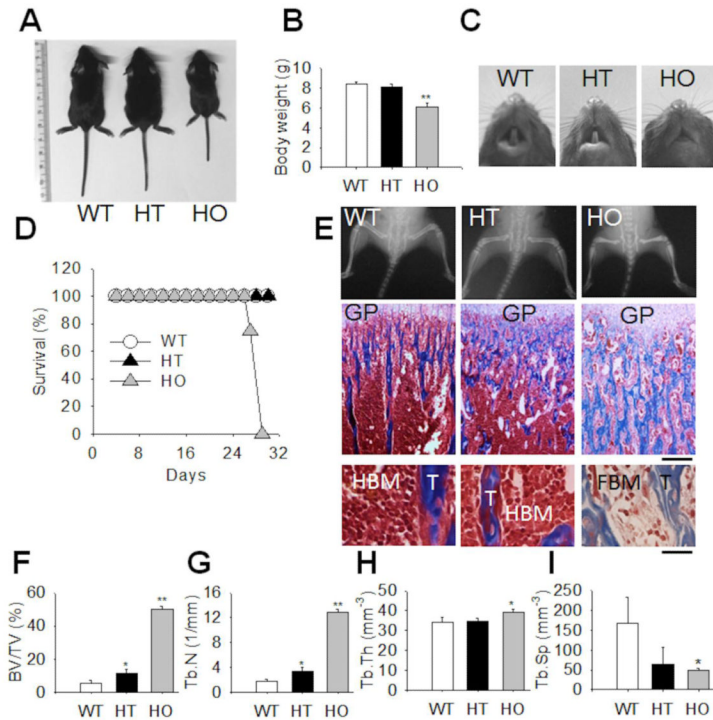 A
WT HT HO
B
Body weight (g)
10
8
6
4
2
0
**
WT HT HO
C
WT HT HO
D
Survival (%)
120
100
80
60
40
20
0
WT
HT
HO
0 8 16 24 32
Days
E
WT HT HO
GP GP GP
HBM T T HBM FBM T
F
BV/TV (%)
60
40
20
0
* **
WT HT HO
G
Tb.N (1/mm)
16
12
8
4
0
* **
WT HT HO
H
Tb.Th (mm⁻³)
50
40
30
20
10
0
*
WT HT HO
I
Tb.Sp (mm⁻³)
250
200
150
100
50
0
*
WT HT HO